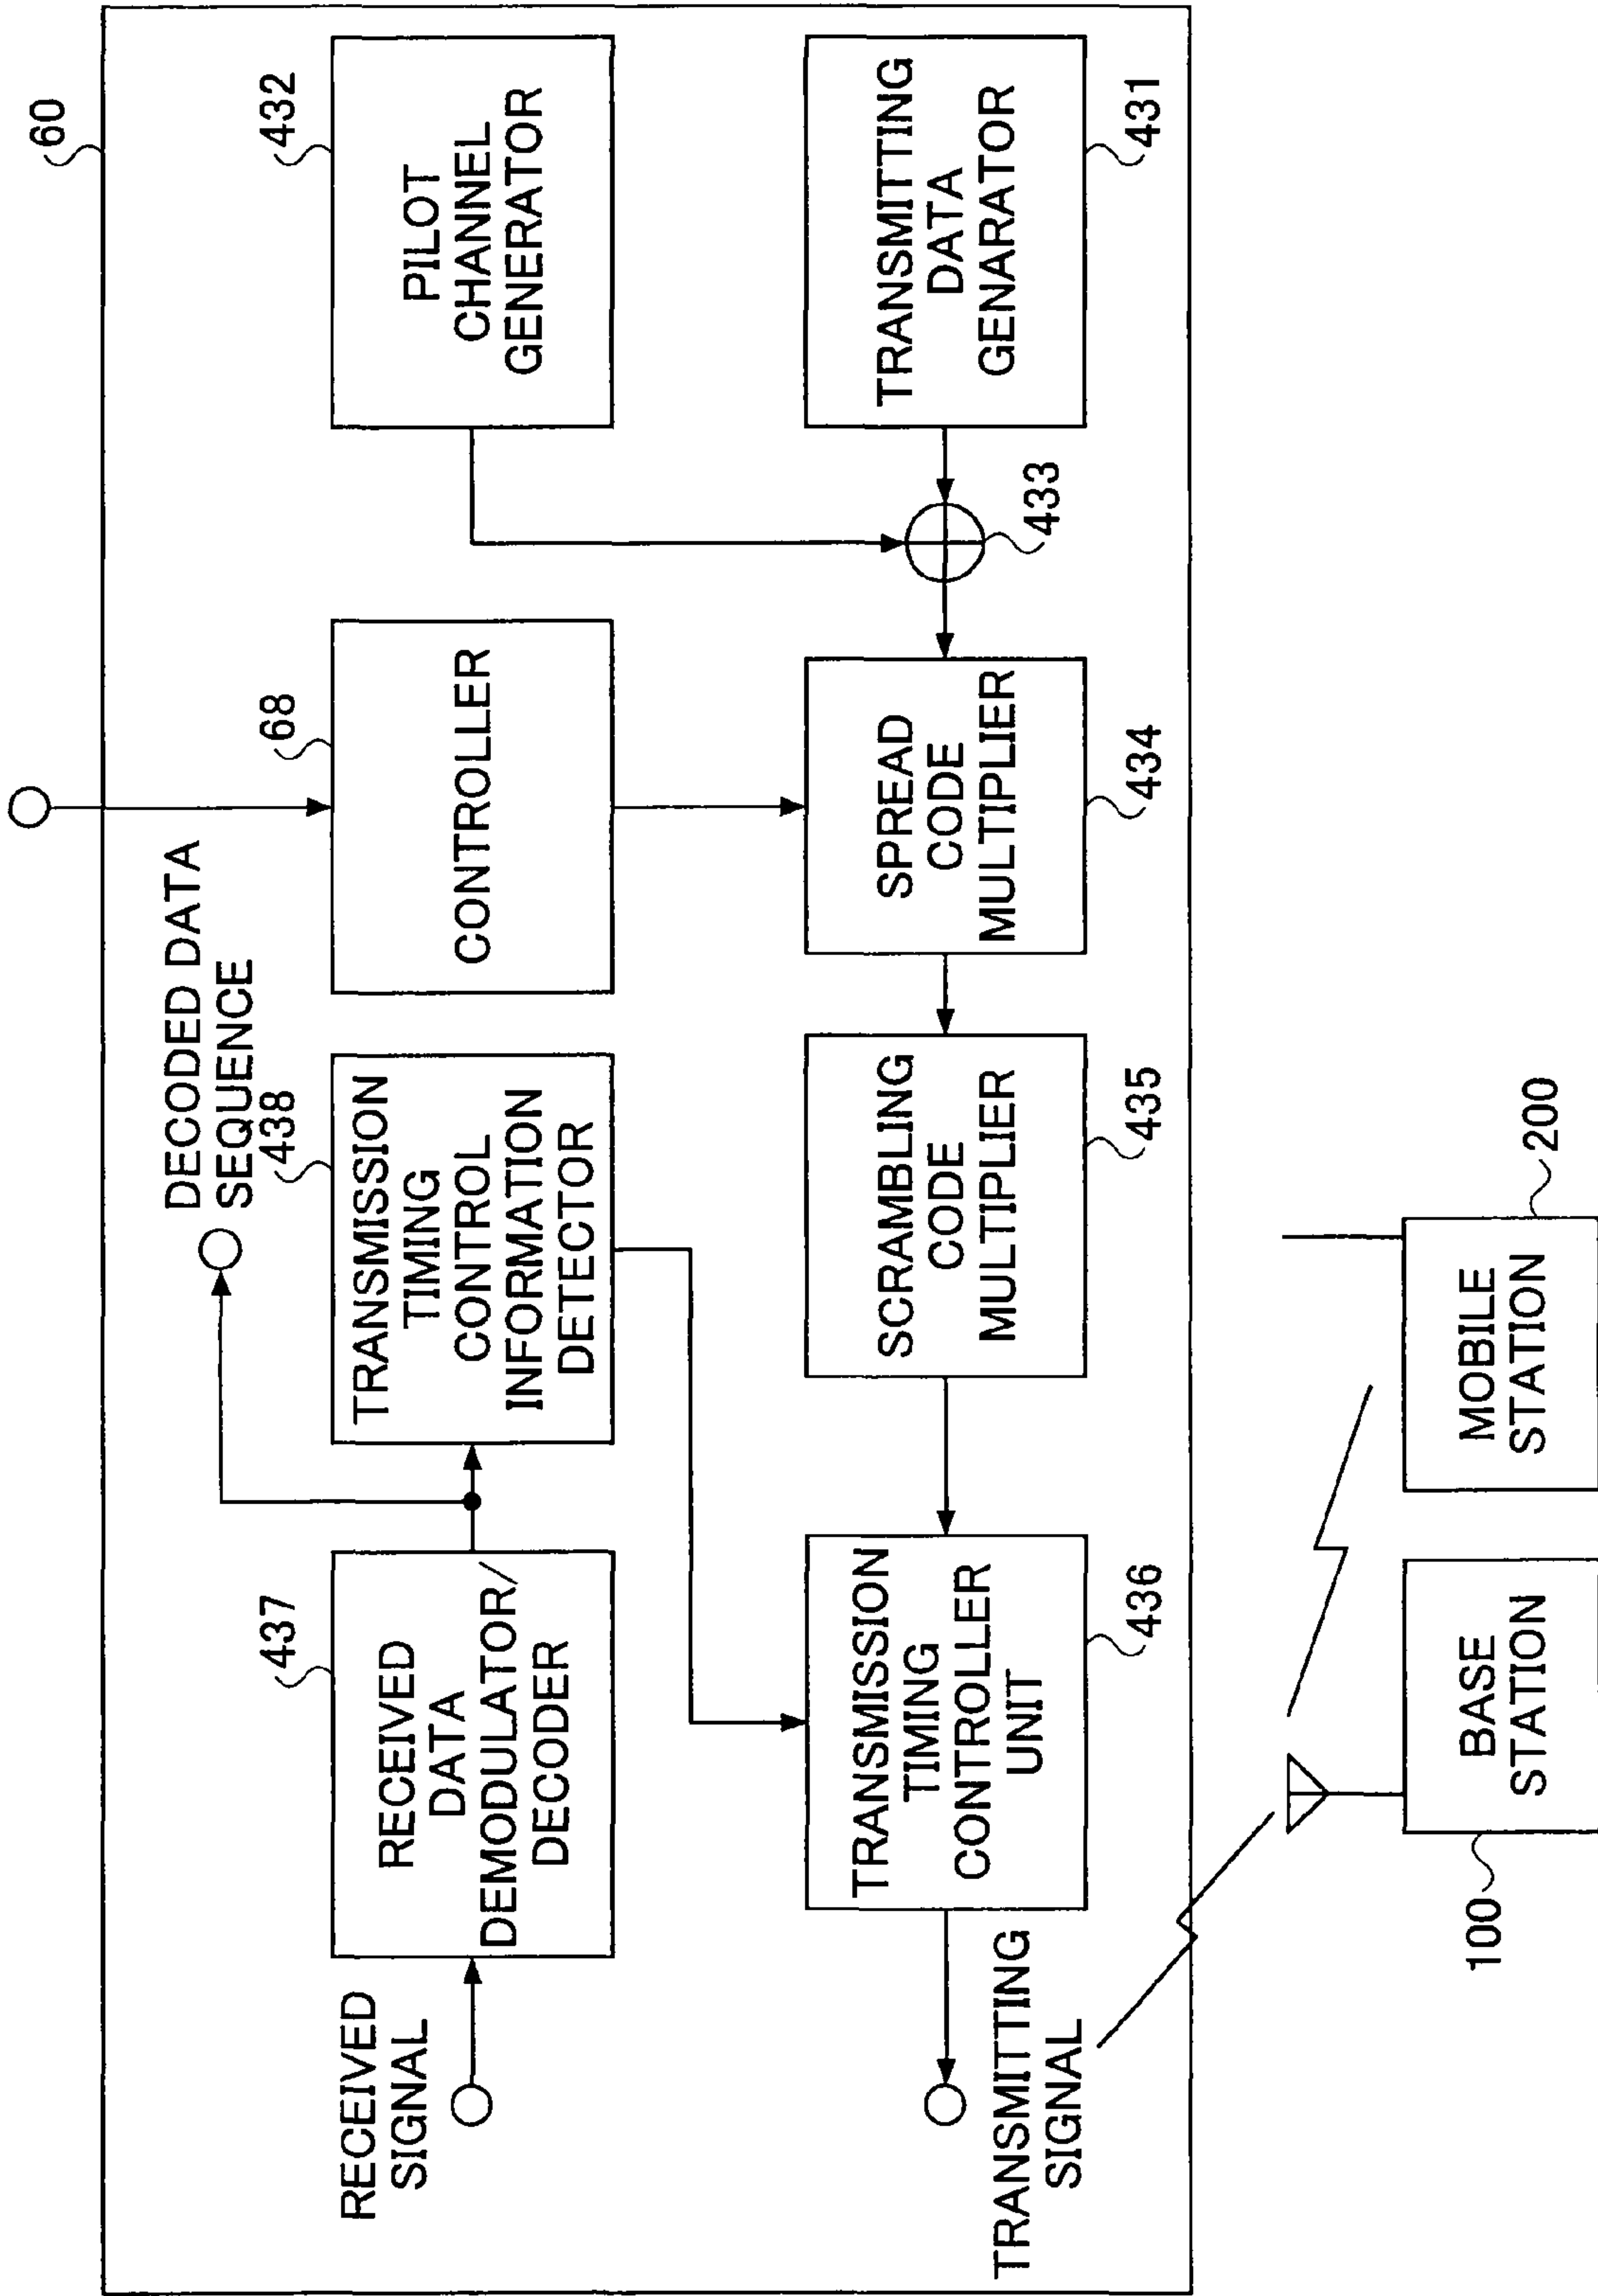 60
RECEIVED
SIGNAL
437
RECEIVED
DATA
DEMODULATOR/
DECODER
DECODED DATA
SEQUENCE
438
TRANSMISSION
TIMING
CONTROL
INFORMATION
DETECTOR
68
CONTROLLER
432
PILOT
CHANNEL
GENERATOR
TRANSMITTING
SIGNAL
TRANSMISSION
TIMING
CONTROLLER
UNIT
436
SCRAMBLING
CODE
MULTIPLIER
435
SPREAD
CODE
MULTIPLIER
434
433
TRANSMITTING
DATA
GENARATOR
431
100
BASE
STATION
MOBILE
STATION
200